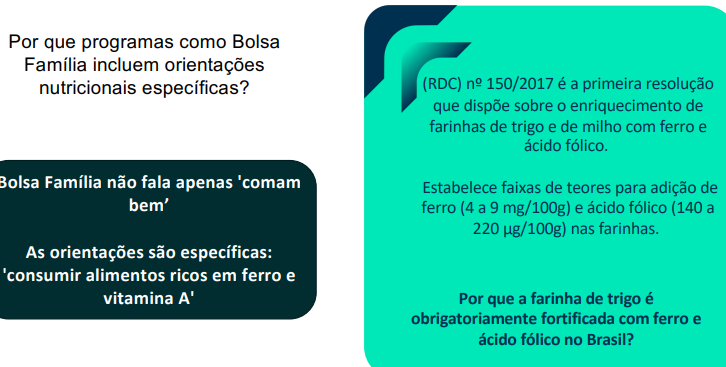 Por que programas como Bolsa
Família incluem orientações
nutricionais específicas?
Bolsa Família não fala apenas 'comam
bem’
As orientações são específicas:
'consumir alimentos ricos em ferro e
vitamina A'
(RDC) nº 150/2017 é a primeira resolução
que dispõe sobre o enriquecimento de
farinhas de trigo e de milho com ferro e
ácido fólico.
Estabelece faixas de teores para adição de
ferro (4 a 9 mg/100g) e ácido fólico (140 a
220 µg/100g) nas farinhas.
Por que a farinha de trigo é
obrigatoriamente fortificada com ferro e
ácido fólico no Brasil?